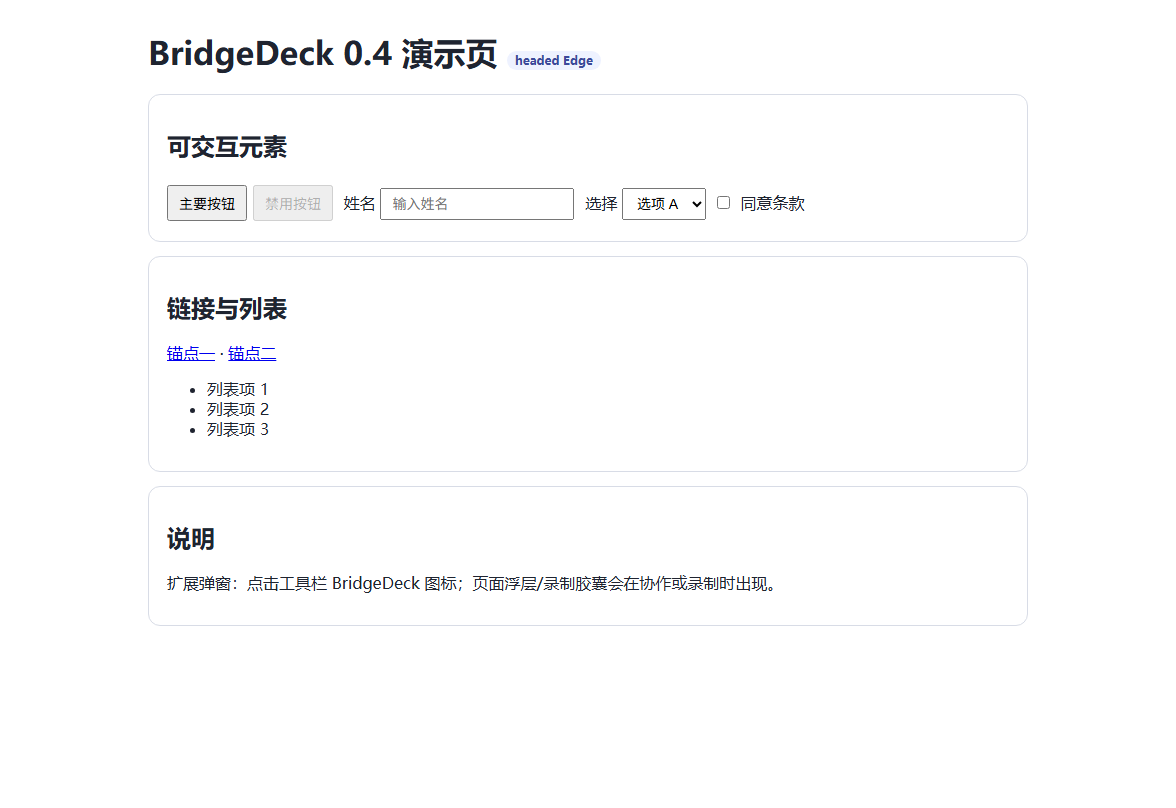 BridgeDeck 0.4 演示页 headed Edge
可交互元素
主要按钮 禁用按钮 姓名 输入姓名 选择 选项 A 同意条款
链接与列表
锚点一 · 锚点二
列表项 1
列表项 2
列表项 3
说明
扩展弹窗：点击工具栏 BridgeDeck 图标；页面浮层/录制胶囊会在协作或录制时出现。